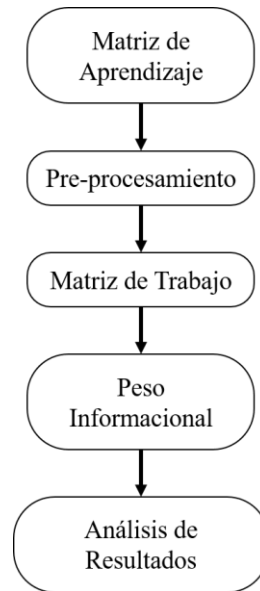 Matriz de
Aprendizaje
Pre-procesamiento
Matriz de Trabajo
Peso
Informacional
Análisis de
Resultados